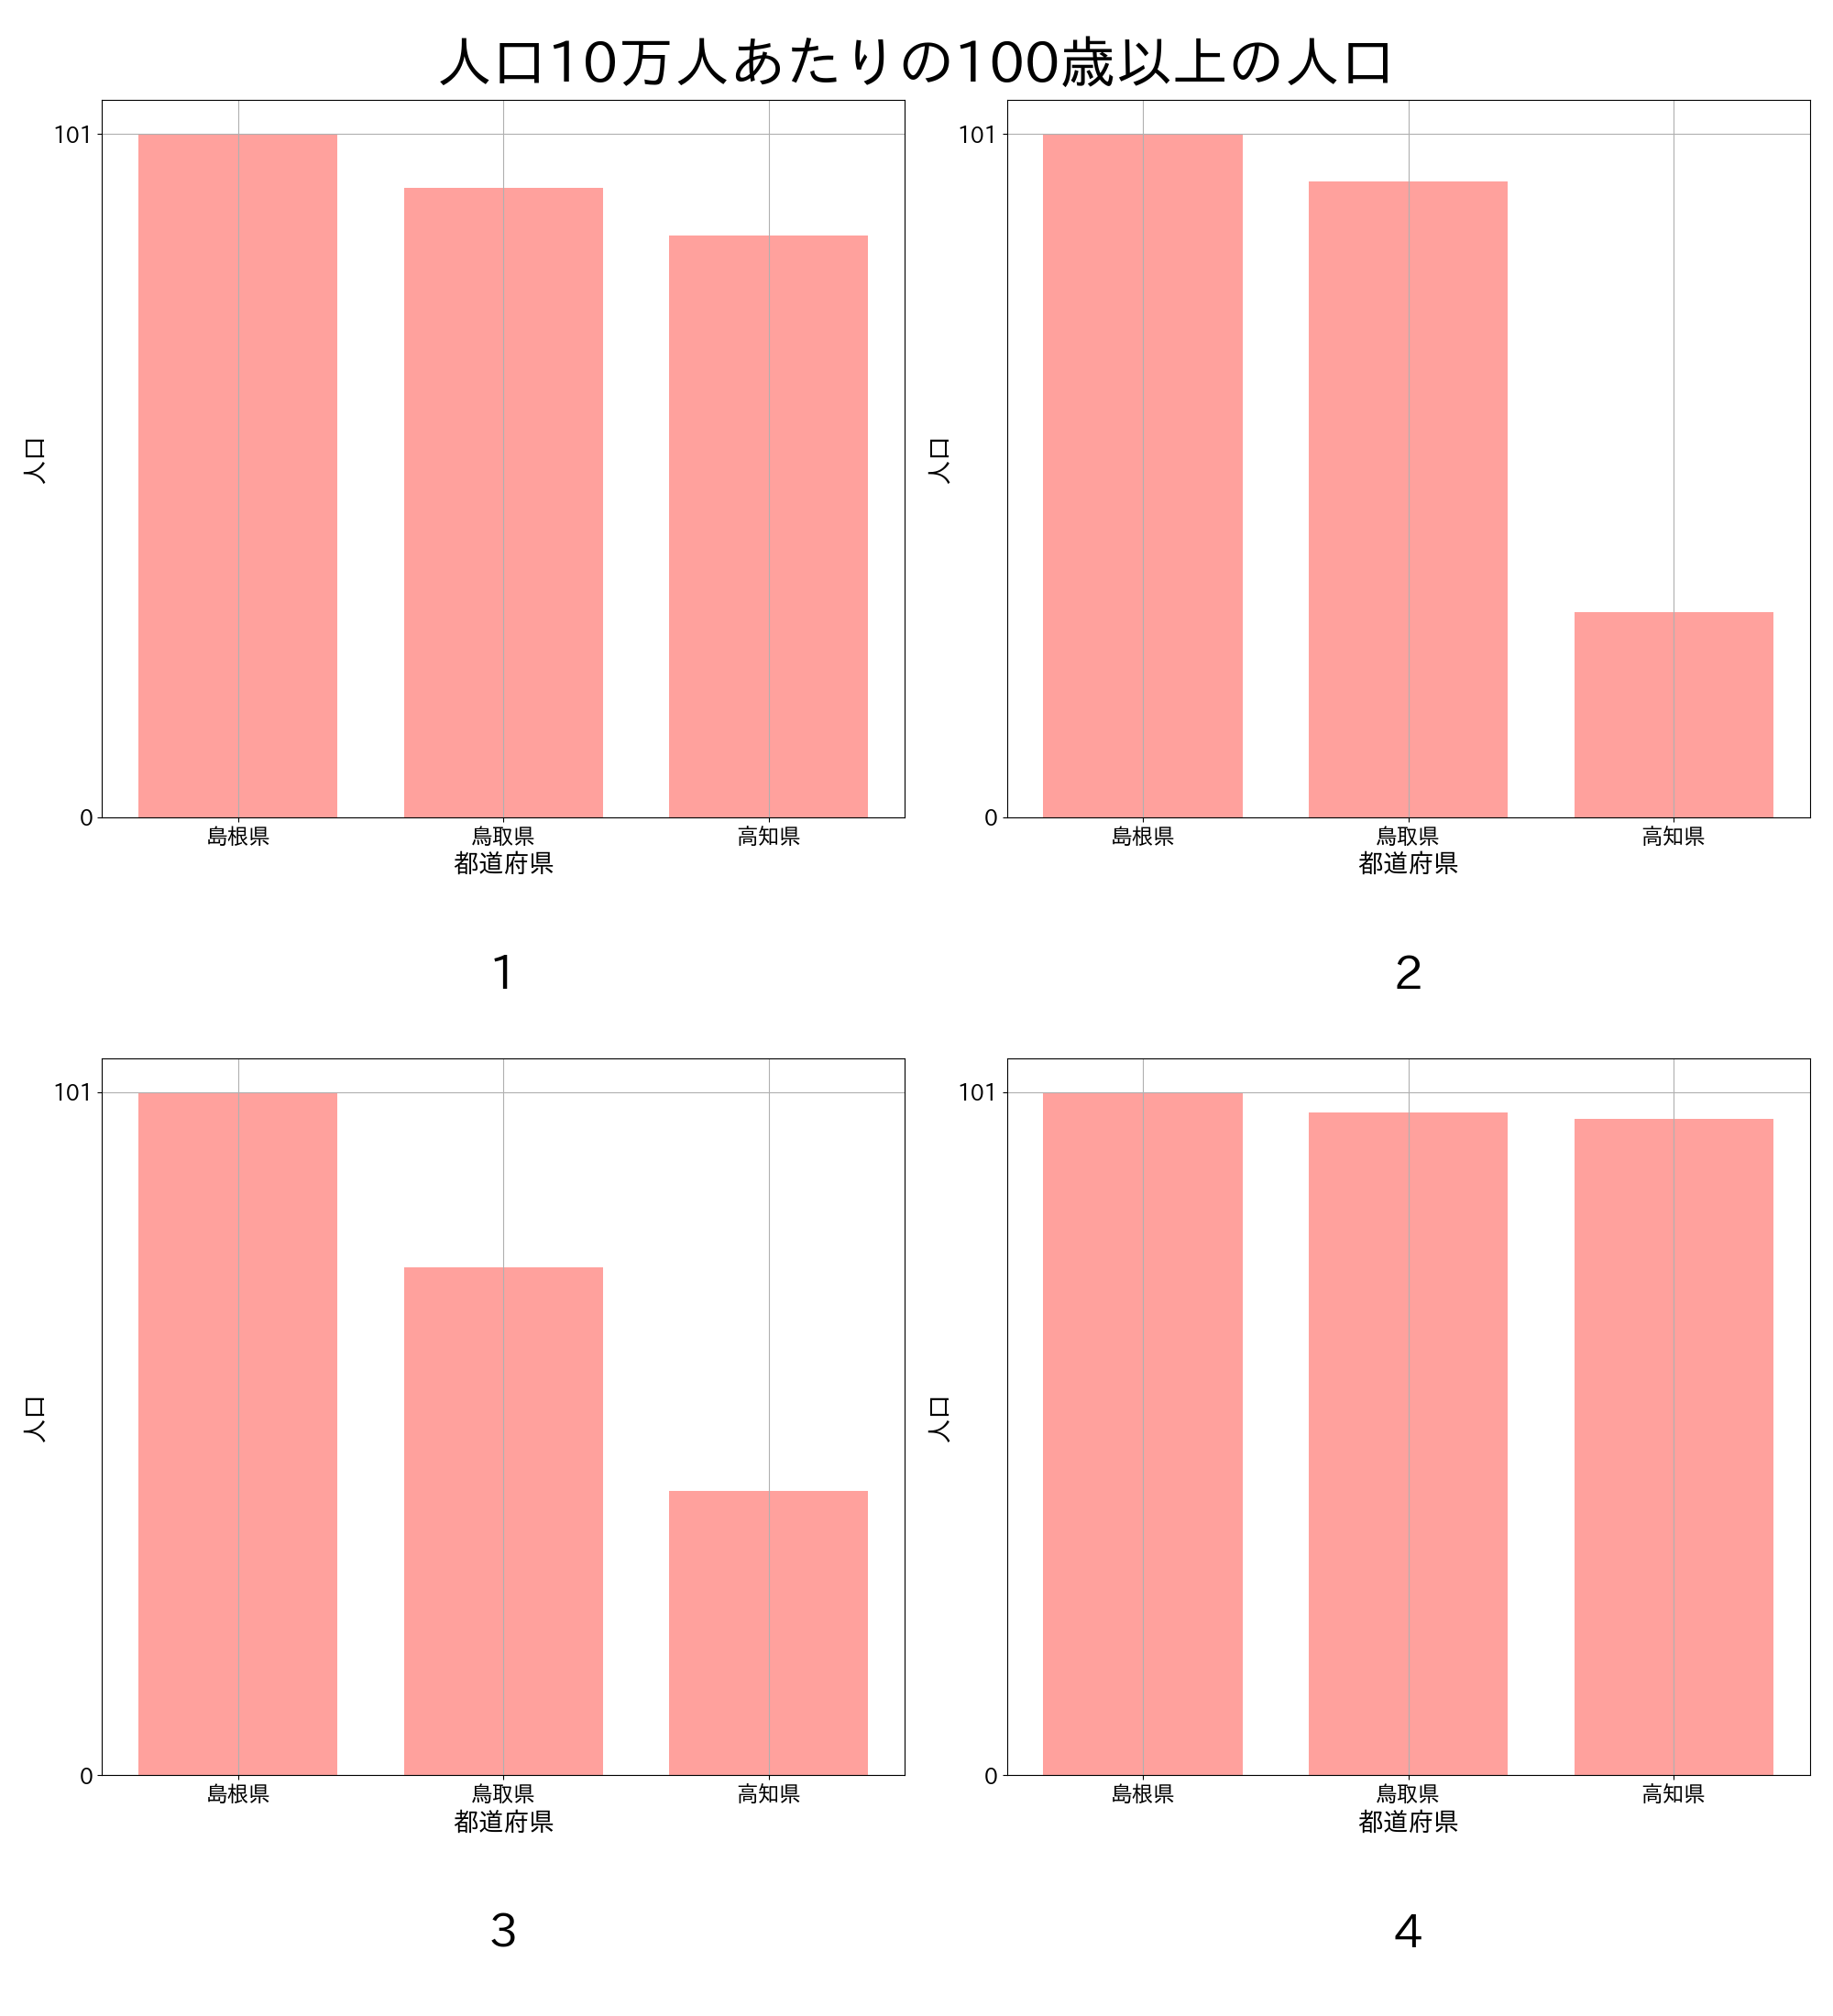 人口10万人あたりの100歳以上の人口
101
0
人口
島根県 鳥取県 高知県
都道府県
1
101
0
人口
島根県 鳥取県 高知県
都道府県
2
101
0
人口
島根県 鳥取県 高知県
都道府県
3
101
0
人口
島根県 鳥取県 高知県
都道府県
4